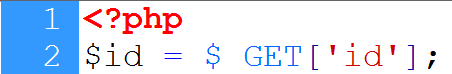 1 <?php
2 $id = $ GET['id'];